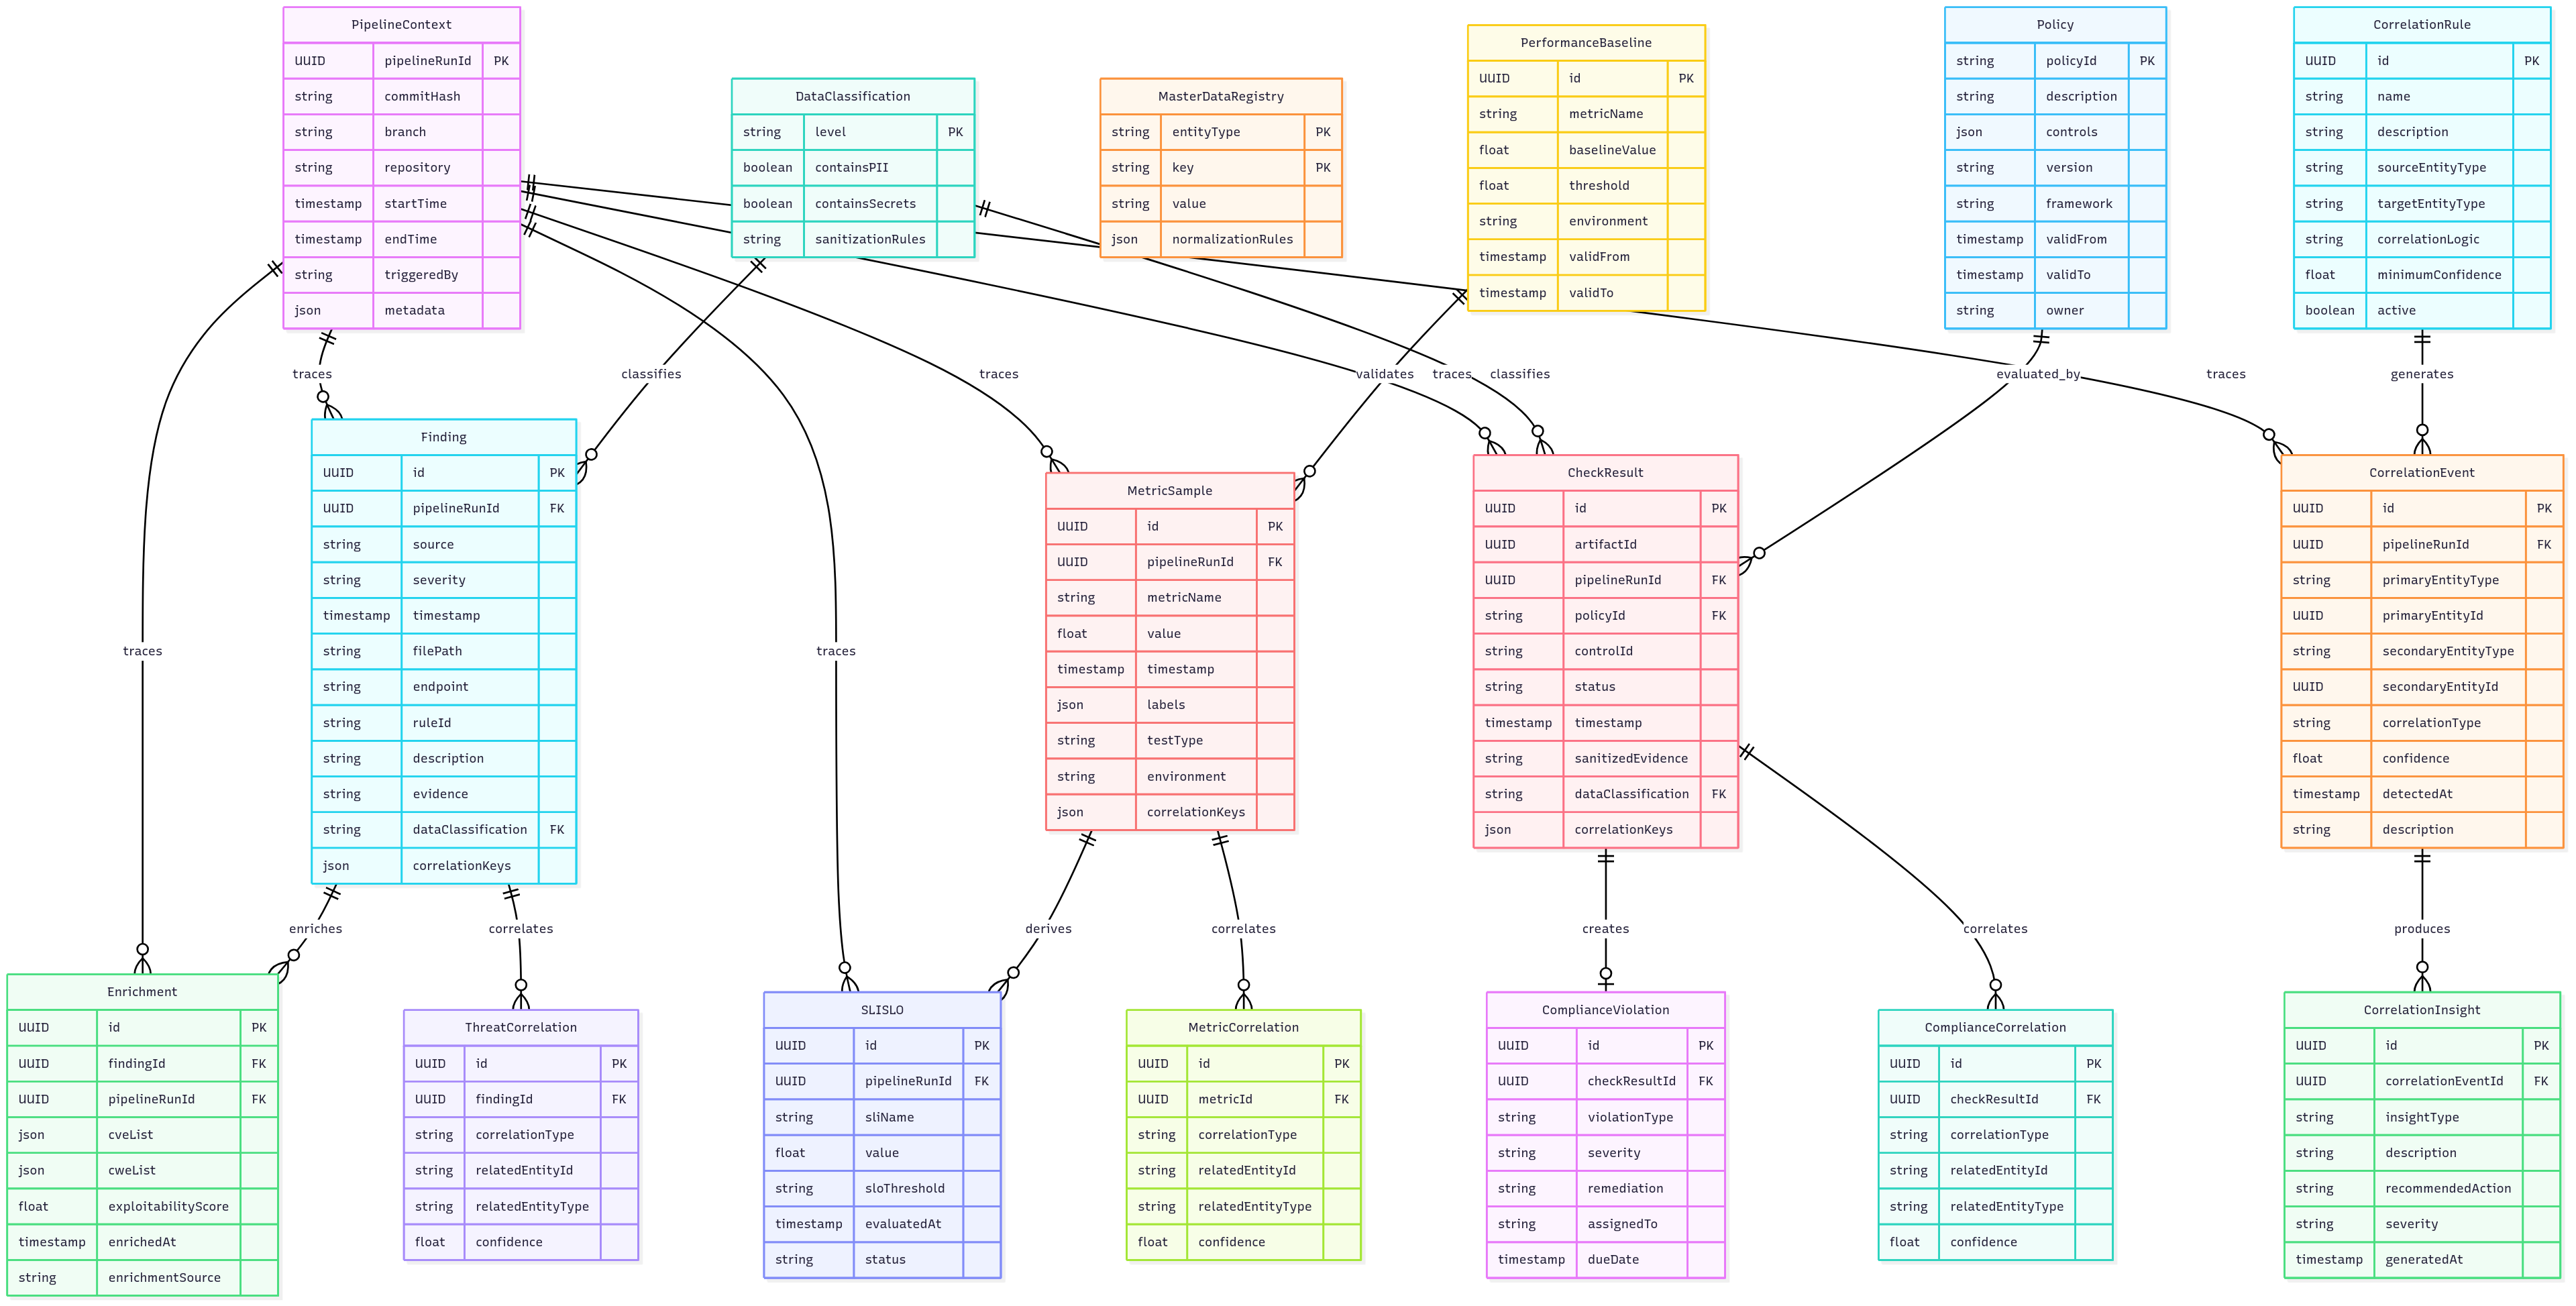 PipelineContext
UUID pipelineRunId PK
string commitHash
string branch
string repository
timestamp startTime
timestamp endTime
string triggeredBy
json metadata
DataClassification
string level PK
boolean containsPII
boolean containsSecrets
string sanitizationRules
MasterDataRegistry
string entityType PK
string key PK
string value
json normalizationRules
PerformanceBaseline
UUID id PK
string metricName
float baselineValue
float threshold
string environment
timestamp validFrom
timestamp validTo
Policy
string policyId PK
string description
json controls
string version
string framework
timestamp validFrom
timestamp validTo
string owner
CorrelationRule
UUID id PK
string name
string description
string sourceEntityType
string targetEntityType
string correlationLogic
float minimumConfidence
boolean active
traces
classifies
traces
validates
traces
classifies
evaluated_by
traces
generates
Finding
UUID id PK
UUID pipelineRunId FK
string source
string severity
timestamp timestamp
string filePath
string endpoint
string ruleId
string description
string evidence
string dataClassification FK
json correlationKeys
MetricSample
UUID id PK
UUID pipelineRunId FK
string metricName
float value
timestamp timestamp
json labels
string testType
string environment
json correlationKeys
CheckResult
UUID id PK
UUID artifactId
UUID pipelineRunId FK
string policyId FK
string controlId
string status
timestamp timestamp
string sanitizedEvidence
string dataClassification FK
json correlationKeys
CorrelationEvent
UUID id PK
UUID pipelineRunId FK
string primaryEntityType
UUID primaryEntityId
string secondaryEntityType
UUID secondaryEntityId
string correlationType
float confidence
timestamp detectedAt
string description
traces
traces
enriches
correlates
derives
correlates
creates
correlates
produces
Enrichment
UUID id PK
UUID findingId FK
UUID pipelineRunId FK
json cveList
json cweList
float exploitabilityScore
timestamp enrichedAt
string enrichmentSource
ThreatCorrelation
UUID id PK
UUID findingId FK
string correlationType
string relatedEntityId
string relatedEntityType
float confidence
SLISLO
UUID id PK
UUID pipelineRunId FK
string sliName
float value
string sloThreshold
timestamp evaluatedAt
string status
MetricCorrelation
UUID id PK
UUID metricId FK
string correlationType
string relatedEntityId
string relatedEntityType
float confidence
ComplianceViolation
UUID id PK
UUID checkResultId FK
string violationType
string severity
string remediation
string assignedTo
timestamp dueDate
ComplianceCorrelation
UUID id PK
UUID checkResultId FK
string correlationType
string relatedEntityId
string relatedEntityType
float confidence
CorrelationInsight
UUID id PK
UUID correlationEventId FK
string insightType
string description
string recommendedAction
string severity
timestamp generatedAt